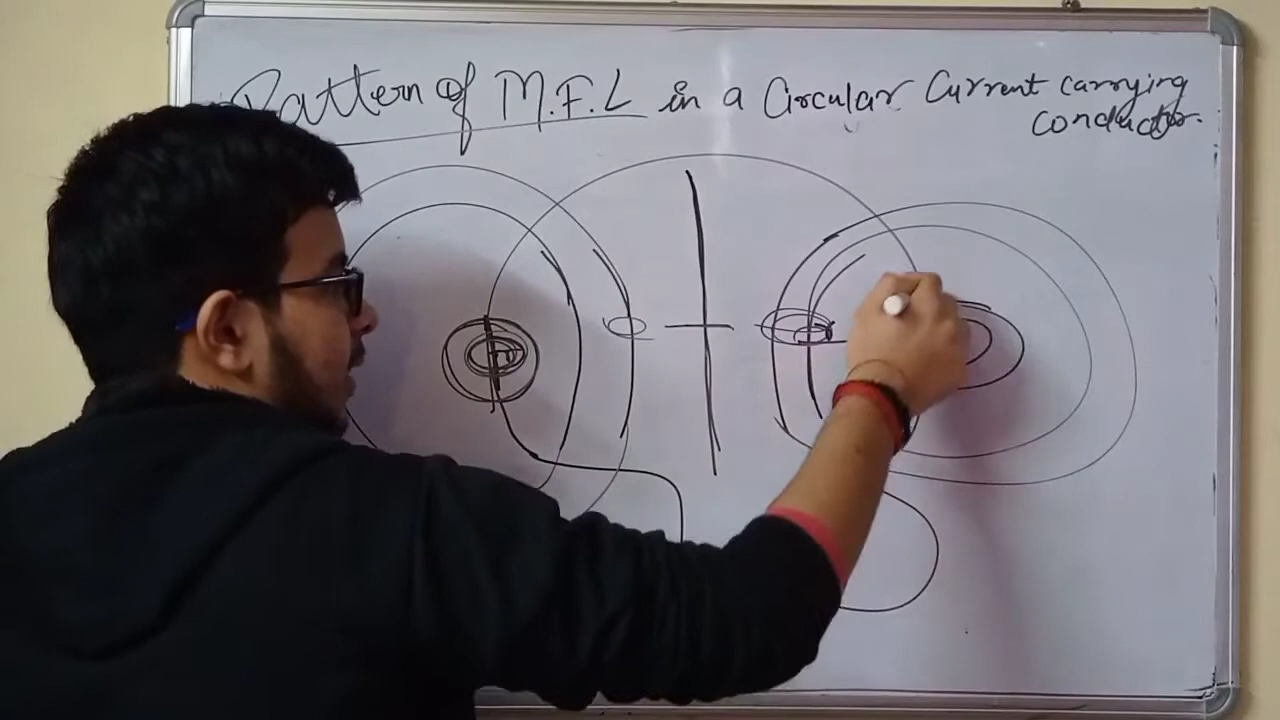 Pattern of M.F.L in a Circular Current carrying
conductor.